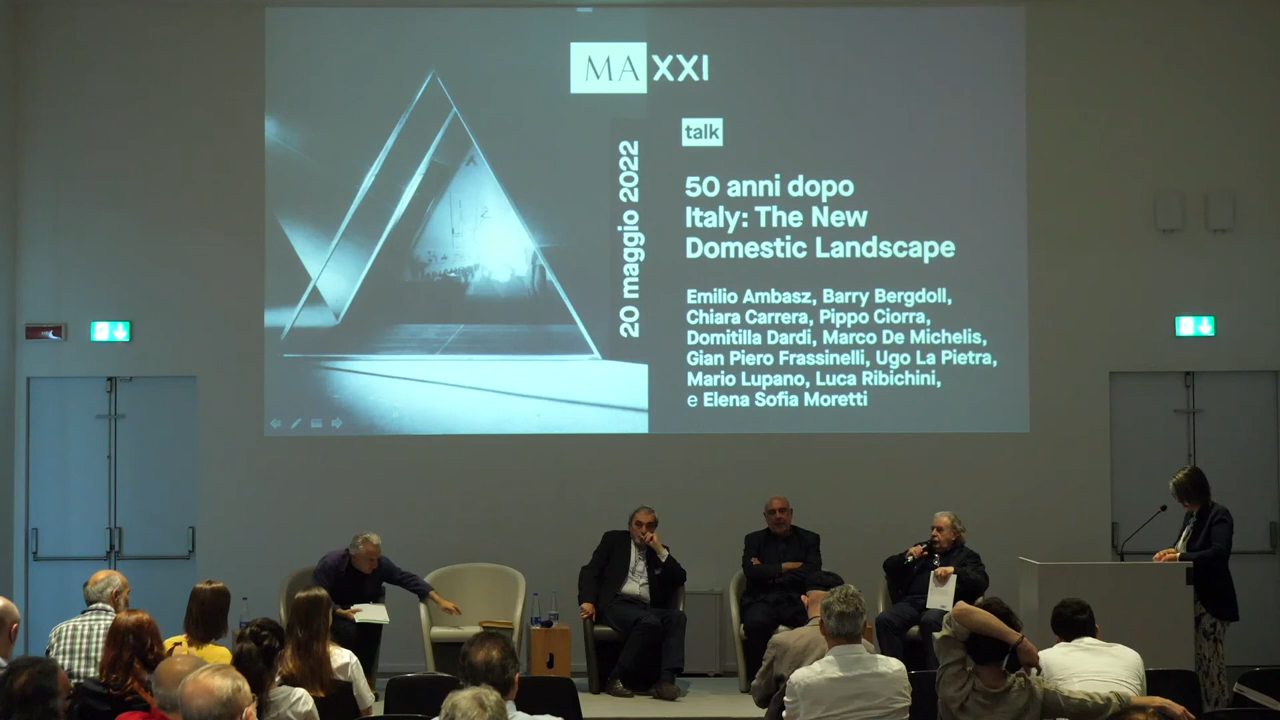 MAXXI
talk
20 maggio 2022
50 anni dopo
Italy: The New
Domestic Landscape
Emilio Ambasz, Barry Bergdoll,
Chiara Carrera, Pippo Ciorra,
Domitilla Dardi, Marco De Michelis,
Gian Piero Frassinelli, Ugo La Pietra,
Mario Lupano, Luca Ribichini,
e Elena Sofia Moretti